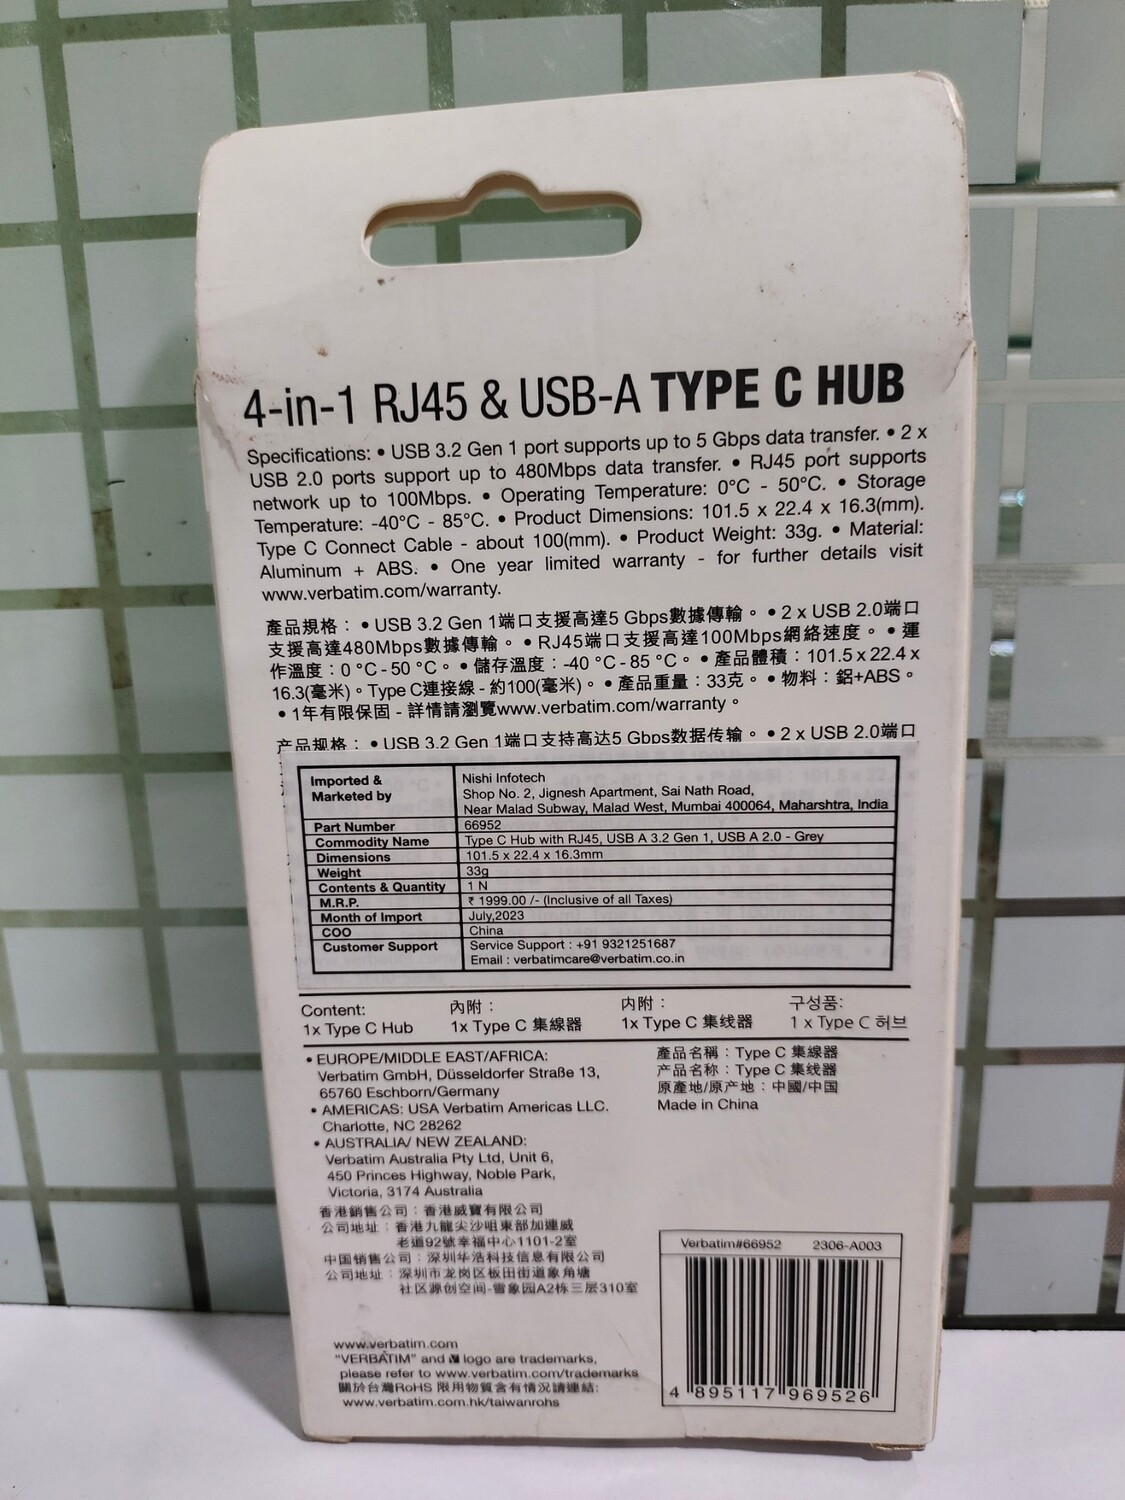 4-in-1 RJ45 & USB-A TYPE C HUB
Specifications: • USB 3.2 Gen 1 port supports up to 5 Gbps data transfer. • 2 x
USB 2.0 ports support up to 480Mbps data transfer. • RJ45 port supports
network up to 100Mbps. • Operating Temperature: 0°C - 50°C. • Storage
Temperature: -40°C - 85°C. • Product Dimensions: 101.5 x 22.4 x 16.3(mm).
Type C Connect Cable - about 100(mm). • Product Weight: 33g. • Material:
Aluminum + ABS. • One year limited warranty - for further details visit
www.verbatim.com/warranty.
產品規格：• USB 3.2 Gen 1端口支援高達5 Gbps數據傳輸。• 2 x USB 2.0端口
支援高達480Mbps數據傳輸。• RJ45端口支援高達100Mbps網絡速度。• 運
作溫度：0 °C - 50 °C。• 儲存溫度：-40 °C - 85 °C。• 產品體積：101.5 x 22.4 x
16.3(毫米)。Type C連接線 - 約100(毫米)。• 產品重量：33克。• 物料：鋁+ABS。
• 1年有限保固 - 詳情請瀏覽www.verbatim.com/warranty。
产品规格：• USB 3.2 Gen 1端口支持高达5 Gbps数据传输。• 2 x USB 2.0端口
Imported & Marketed by Nishi Infotech
Shop No. 2, Jignesh Apartment, Sai Nath Road,
Near Malad Subway, Malad West, Mumbai 400064, Maharshtra, India
Part Number 66952
Commodity Name Type C Hub with RJ45, USB A 3.2 Gen 1, USB A 2.0 - Grey
Dimensions 101.5 x 22.4 x 16.3mm
Weight 33g
Contents & Quantity 1 N
M.R.P. ₹ 1999.00 /- (Inclusive of all Taxes)
Month of Import July,2023
COO China
Customer Support Service Support : +91 9321251687
Email : verbatimcare@verbatim.co.in
Content: 內附： 内附： 구성품:
1x Type C Hub 1x Type C 集線器 1x Type C 集线器 1 x Type C 허브
• EUROPE/MIDDLE EAST/AFRICA:
Verbatim GmbH, Düsseldorfer Straße 13,
65760 Eschborn/Germany
• AMERICAS: USA Verbatim Americas LLC.
Charlotte, NC 28262
• AUSTRALIA/ NEW ZEALAND:
Verbatim Australia Pty Ltd, Unit 6,
450 Princes Highway, Noble Park,
Victoria, 3174 Australia
香港銷售公司：香港威寶有限公司
公司地址：香港九龍尖沙咀東部加連威
老道92號幸福中心1101-2室
中国销售公司：深圳华浩科技信息有限公司
公司地址：深圳市龙岗区板田街道象角塘
社区源创空间-雪象园A2栋三层310室
產品名稱：Type C 集線器
产品名称：Type C 集线器
原產地/原产地：中國/中国
Made in China
www.verbatim.com
"VERBATIM" and logo are trademarks,
please refer to www.verbatim.com/trademarks
關於台灣RoHS 限用物質含有情況請連結:
www.verbatim.com.hk/taiwanrohs
Verbatim#66952 2306-A003
4 895117 969526